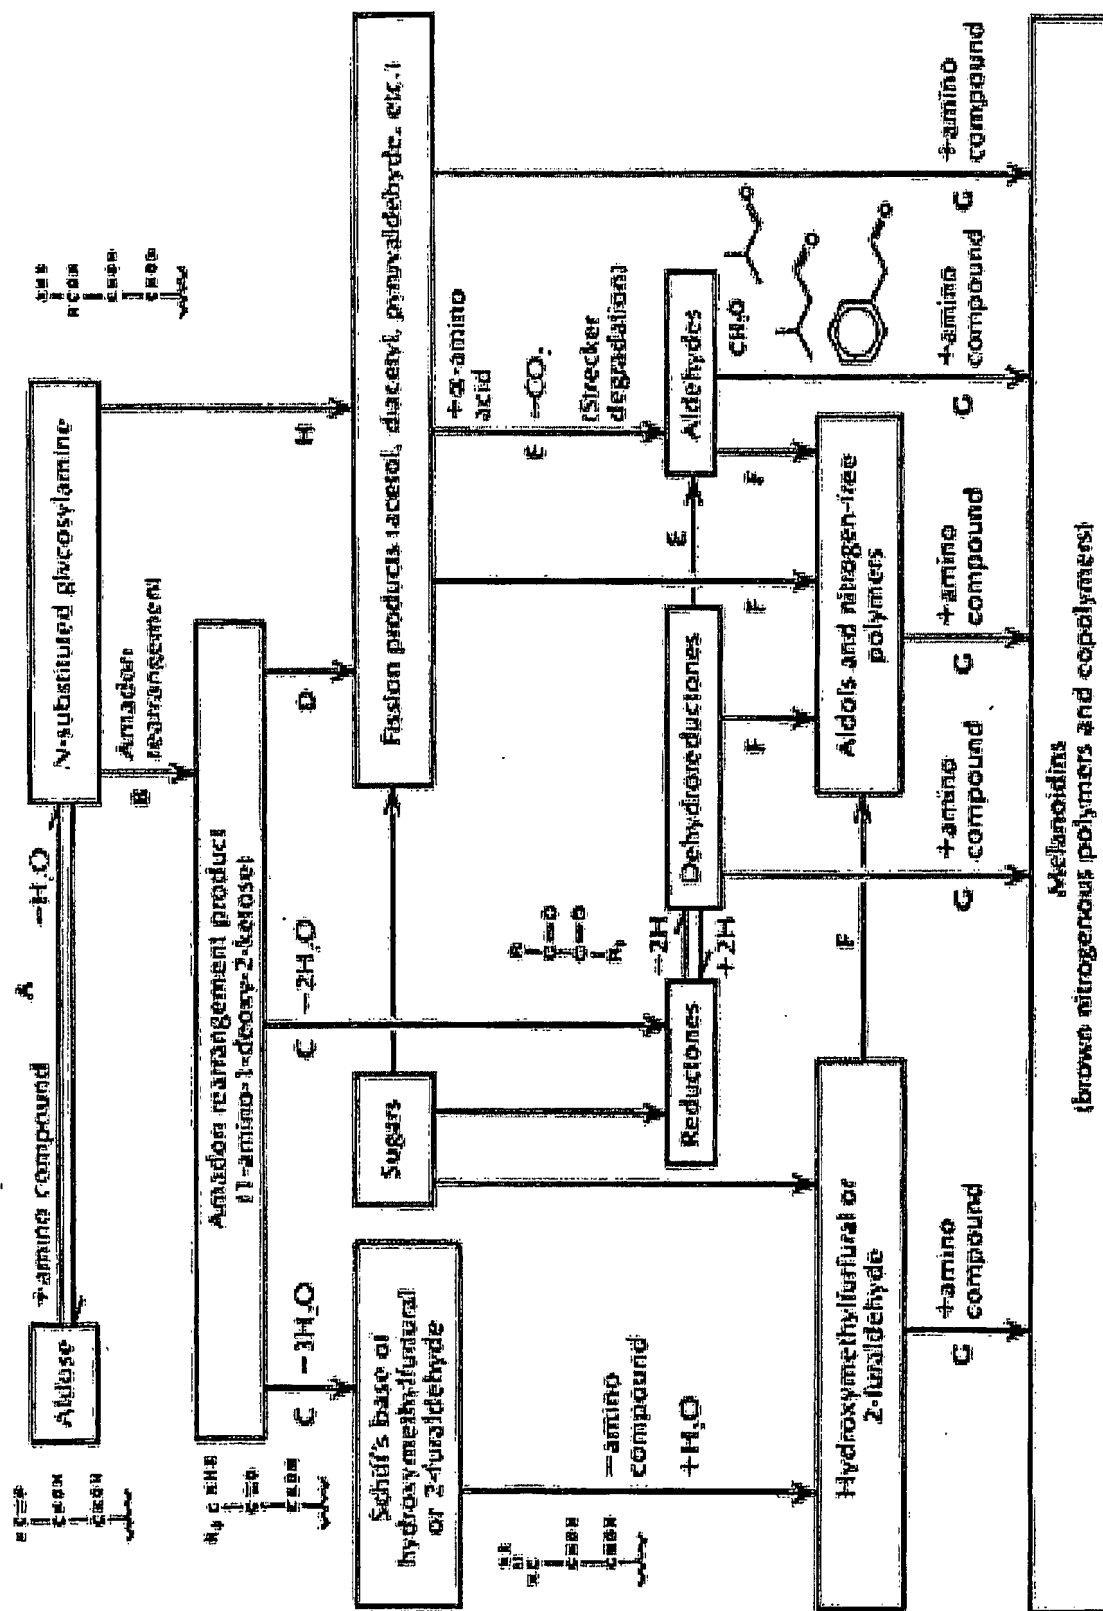 Aldose
+amino compound
A
−H₂O
N-substituted glycosylamine
B
Amadori
rearrangement
Amadori rearrangement product
(1-amino-1-deoxy-2-ketose)
C
−3H₂O
C
−2H₂O
D
H
Schiff's base of
hydroxymethylfurfural
or 2-furaldehyde
Sugars
Fission products (acetol, diacetyl, pyruvaldehyde, etc.)
−amino
compound
+H₂O
R
C=O
C=O
+α-amino
acid
E
−CO₂
(Strecker
degradation)
Reductones
−2H
+2H
Dehydroreductones
E
Aldehydes
CH₂O
O
O
O
F
F
F
Hydroxymethylfurfural or
2-furaldehyde
F
Aldols and nitrogen-free
polymers
G
+amino
compound
G
+amino
compound
G
+amino
compound
G
+amino
compound
G
+amino
compound
Melanoidins
(brown nitrogenous polymers and copolymers)